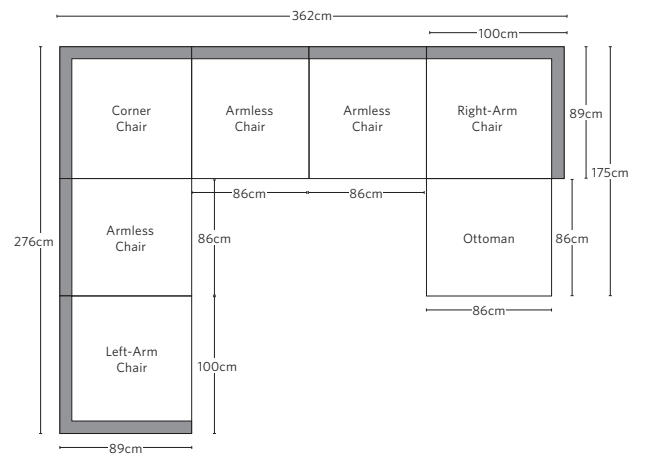 362cm
100cm
Corner
Chair
Armless
Chair
Armless
Chair
Right-Arm
Chair
89cm
175cm
86cm
86cm
276cm
Armless
Chair
86cm
Ottoman
86cm
86cm
Left-Arm
Chair
100cm
89cm